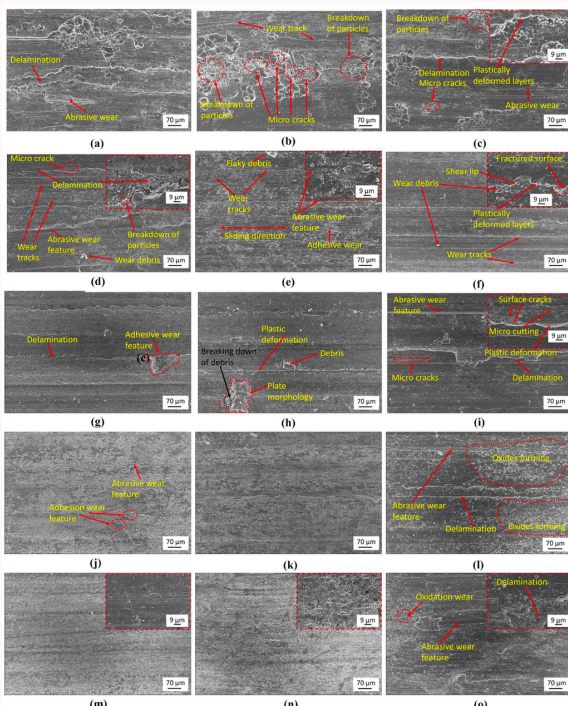 Delamination
Abrasive wear
70 µm
(a)
Wear track
Breakdown
of particles
Breakdown of
particles
Micro cracks
70 µm
(b)
Breakdown of
particles
9 µm
Plastically
deformed layers
Delamination
Micro cracks
Abrasive wear
70 µm
(c)
Micro crack
Delamination
9 µm
Wear
tracks
Abrasive wear
feature
Breakdown of
particles
Wear debris
70 µm
(d)
Flaky debris
9 µm
Wear
tracks
Abrasive wear
feature
Sliding direction
Adhesive wear
70 µm
(e)
Fractured surface
Shear lip
9 µm
Wear debris
Plastically
deformed layers
Wear tracks
70 µm
(f)
Delamination
Adhesive wear
feature
(e)
70 µm
(g)
Plastic
deformation
Breaking down
of debris
Debris
Plate
morphology
70 µm
(h)
Abrasive wear
feature
Surface cracks
Micro cutting
9 µm
Plastic deformation
Micro cracks
Delamination
70 µm
(i)
Abrasive wear
feature
Adhesion wear
feature
70 µm
(j)
70 µm
(k)
Oxides forming
Abrasive wear
feature
Delamination
Oxides forming
70 µm
(l)
9 µm
70 µm
(m)
9 µm
70 µm
(n)
Delamination
Oxidation wear
9 µm
Abrasive wear
feature
70 µm
(o)